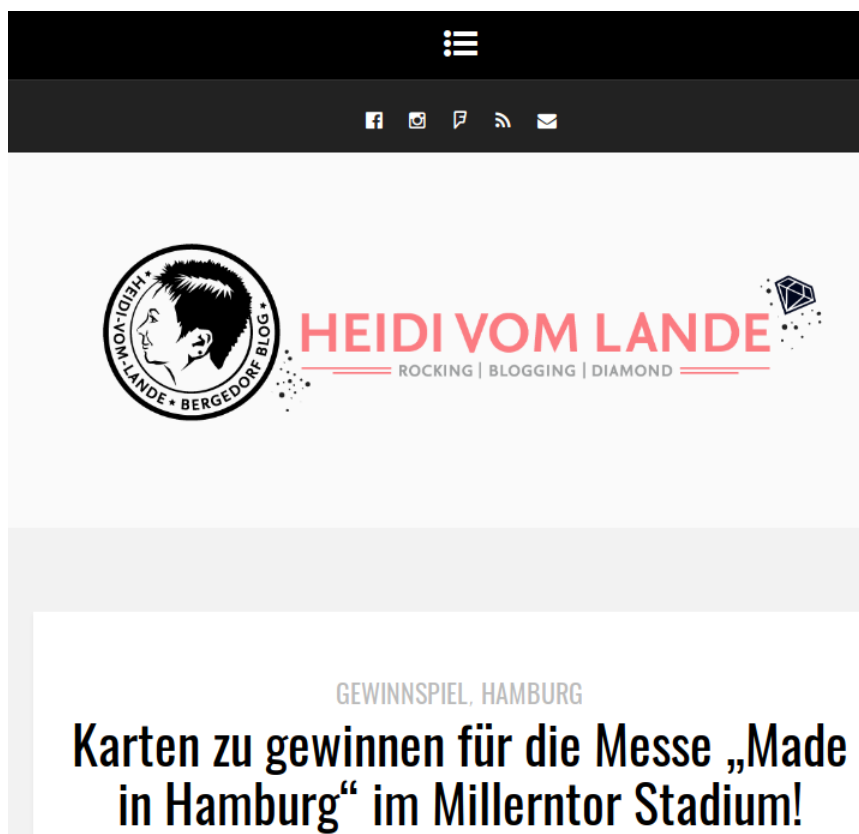 HEIDI-VOM-LANDE * BERGEDORF BLOG *
HEIDI VOM LANDE
ROCKING | BLOGGING | DIAMOND
GEWINNSPIEL, HAMBURG
Karten zu gewinnen für die Messe „Made
in Hamburg“ im Millerntor Stadium!